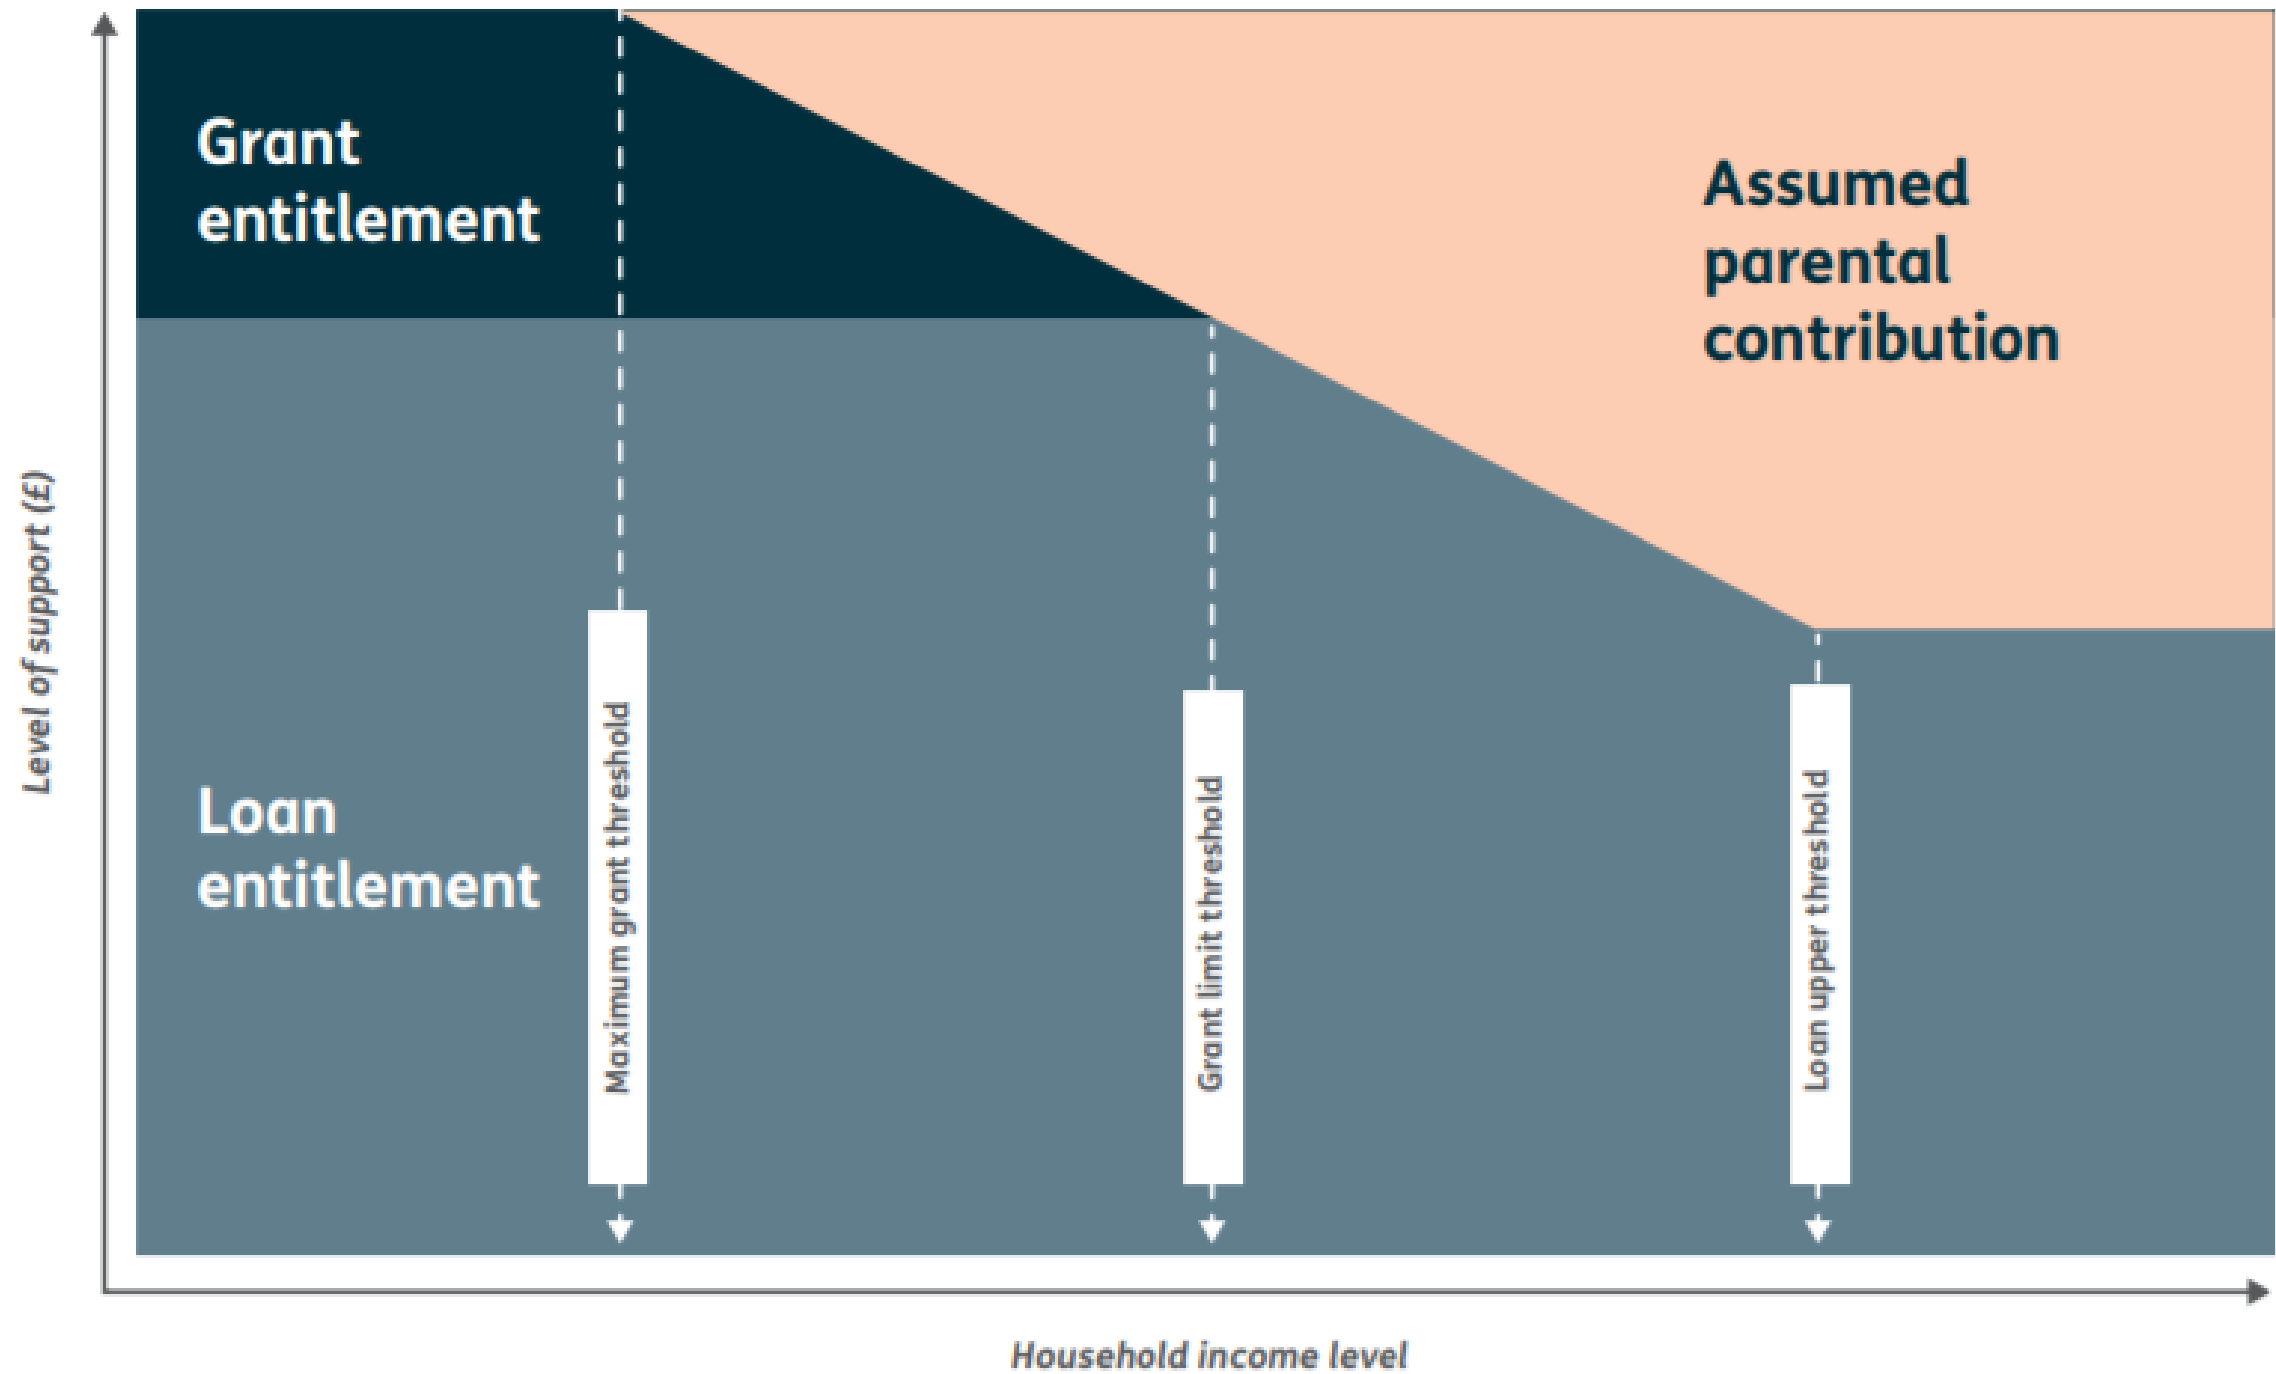 Grant
entitlement
Assumed
parental
contribution
Level of support (£)
Loan
entitlement
Maximum grant threshold
Grant limit threshold
Loan upper threshold
Household income level